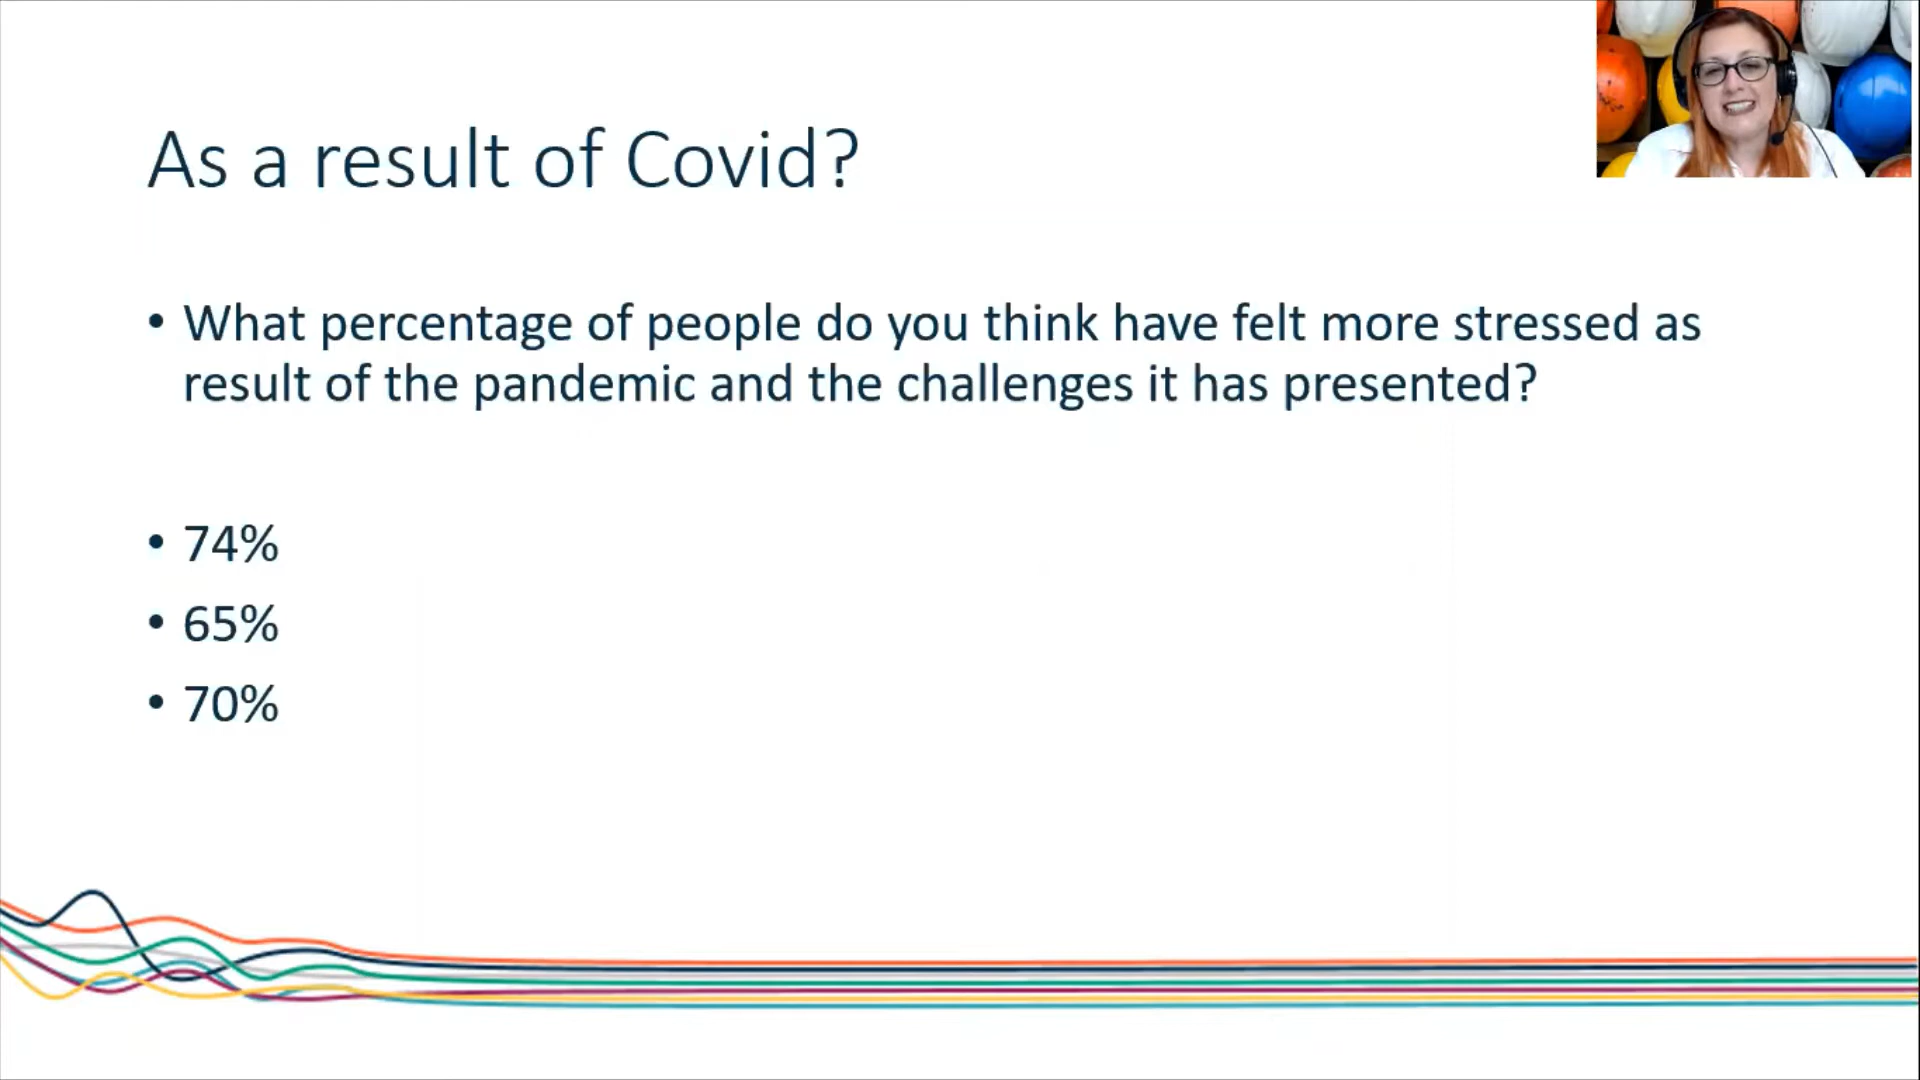 As a result of Covid?
• What percentage of people do you think have felt more stressed as
result of the pandemic and the challenges it has presented?
• 74%
• 65%
• 70%